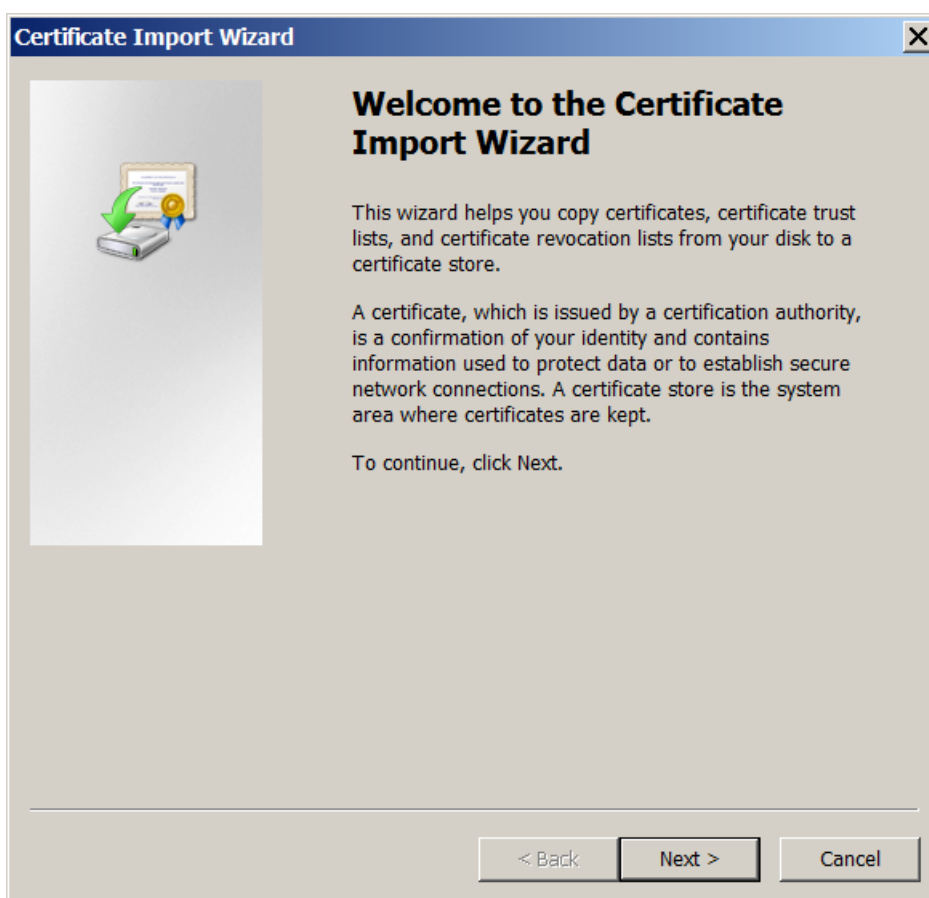 Certificate Import Wizard
Welcome to the Certificate
Import Wizard
This wizard helps you copy certificates, certificate trust
lists, and certificate revocation lists from your disk to a
certificate store.
A certificate, which is issued by a certification authority,
is a confirmation of your identity and contains
information used to protect data or to establish secure
network connections. A certificate store is the system
area where certificates are kept.
To continue, click Next.
< Back
Next >
Cancel